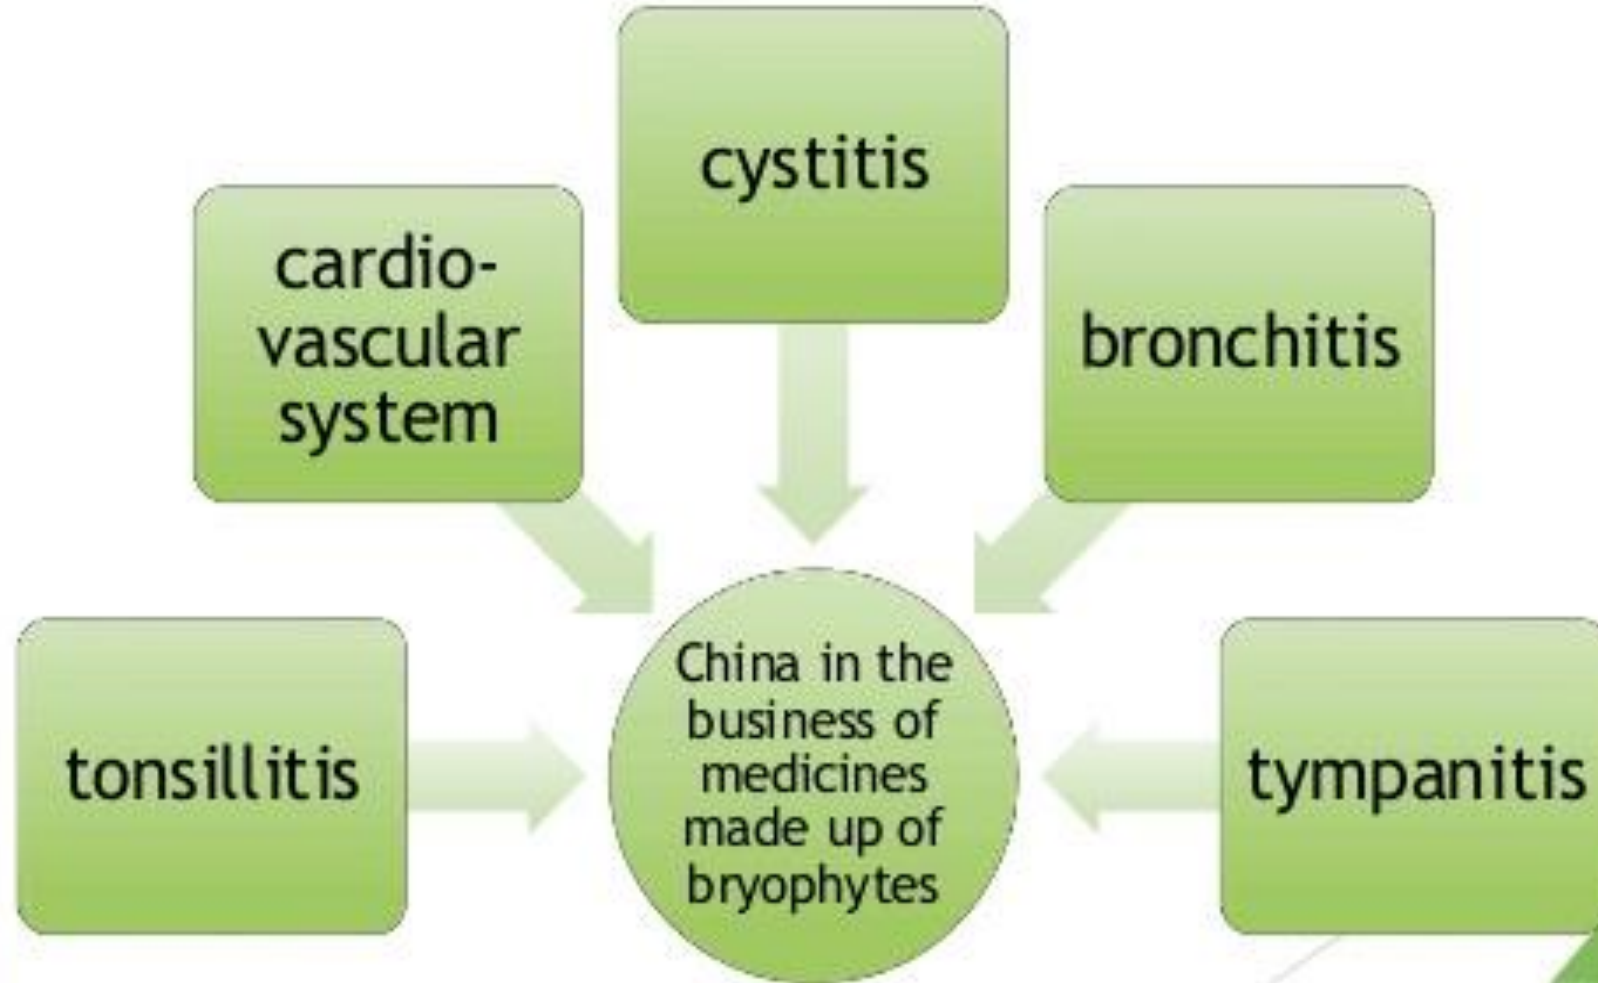 cystitis
cardio-
vascular
system
bronchitis
tonsillitis
China in the
business of
medicines
made up of
bryophytes
tympanitis